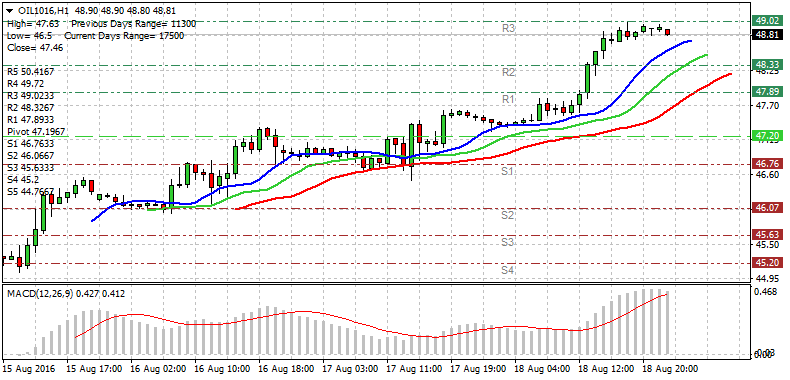 OIL1016,H1 48.90 48.90 48.80 48.81
High= 47.63 Previous Days Range= 11300
Low= 46.5 Current Days Range= 17500
Close= 47.46
R5 50.4167
R4 49.72
R3 49.0233
R2 48.3267
R1 47.8933
Pivot 47.1967
S1 46.7633
S2 46.0667
S3 45.6333
S4 45.2
S5 44.7667
R3
R2
R1
S1
S2
S3
S4
49.02
48.81
48.33
48.25
47.89
47.70
47.20
46.76
46.60
46.07
45.63
45.50
45.20
44.95
MACD(12,26,9) 0.427 0.412
0.468
15 Aug 2016
15 Aug 17:00
16 Aug 02:00
16 Aug 10:00
16 Aug 18:00
17 Aug 03:00
17 Aug 11:00
17 Aug 19:00
18 Aug 04:00
18 Aug 12:00
18 Aug 20:00